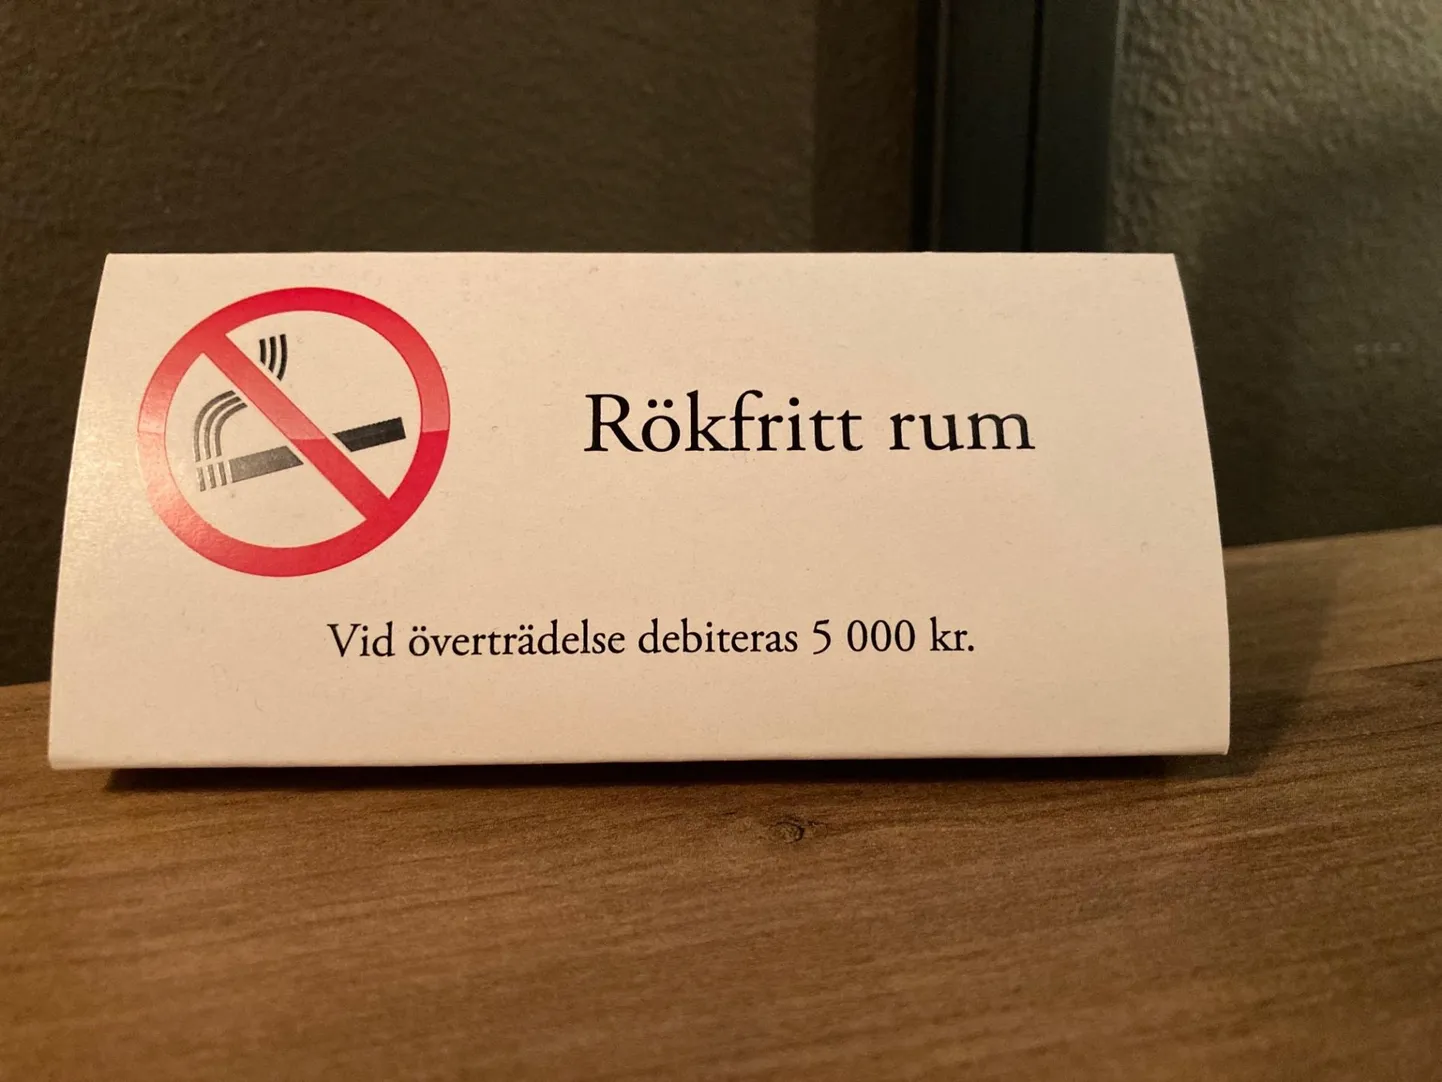 Rökfritt rum
Vid överträdelse debiteras 5 000 kr.